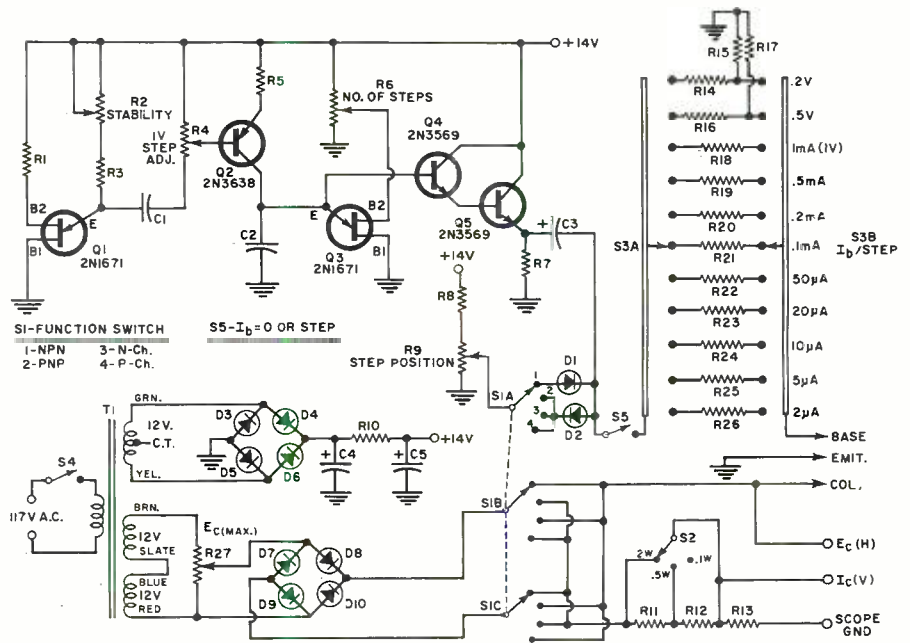 +14V
R15
R17
R5
R6
NO. OF STEPS
R2
STABILITY
R14
.2V
R1
R4
1V
STEP
ADJ.
Q4
2N3569
R16
.5V
R3
Q2
2N3638
R18
1mA (1V)
R19
.5mA
B2
E
C1
B2
E
Q5
2N3569
+
C3
R20
.2mA
B1
Q1
2N1671
C2
Q3
2N1671
B1
S3A
R21
.1mA
S3B
Ib/STEP
+14V
R7
R22
50µA
R8
S1-FUNCTION SWITCH
S5-Ib=0 OR STEP
R23
20µA
1-NPN 3-N-Ch.
2-PNP 4-P-Ch.
R9
STEP POSITION
R24
10µA
D1
S1A
1
2
3
4
D2
S5
R25
5µA
R26
2µA
T1
GRN.
12V.
C.T.
YEL.
D3
D4
D5
D6
R10
+14V
+
C4
+
C5
BASE
EMIT.
COL.
S4
117V A.C.
BRN.
12V
SLATE
BLUE
12V
RED
EC(MAX.)
R27
D7
D8
D9
D10
S1B
S1C
S2
2W
.5W
.1W
EC(H)
IC(V)
R11
R12
R13
SCOPE
GND